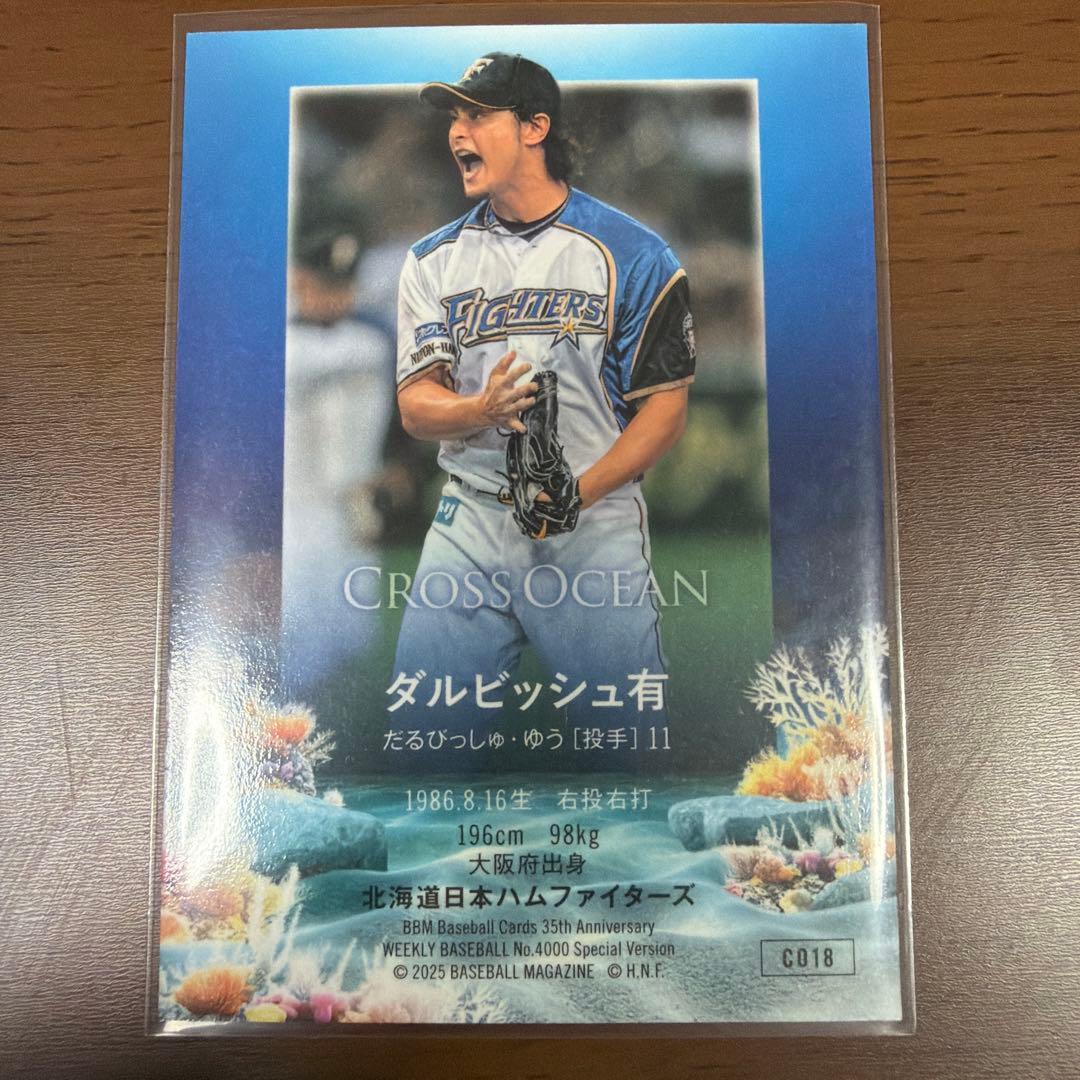 FIGHTERS
CROSS OCEAN
ダルビッシュ有
だるびっしゅ・ゆう［投手］11
1986.8.16生 右投右打
196cm 98kg
大阪府出身
北海道日本ハムファイターズ
BBM Baseball Cards 35th Anniversary
WEEKLY BASEBALL No.4000 Special Version
© 2025 BASEBALL MAGAZINE © H.N.F.
CO18